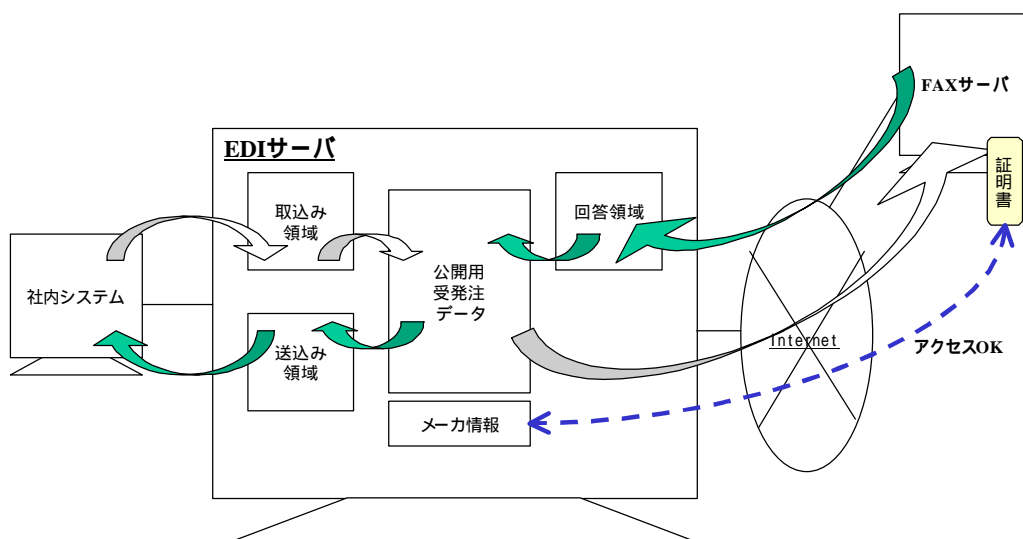 FAXサーバ
EDIサーバ
証
明
書
取込み
領域
回答領域
公開用
受発注
データ
社内システム
送込み
領域
Internet
アクセスOK
メーカ情報